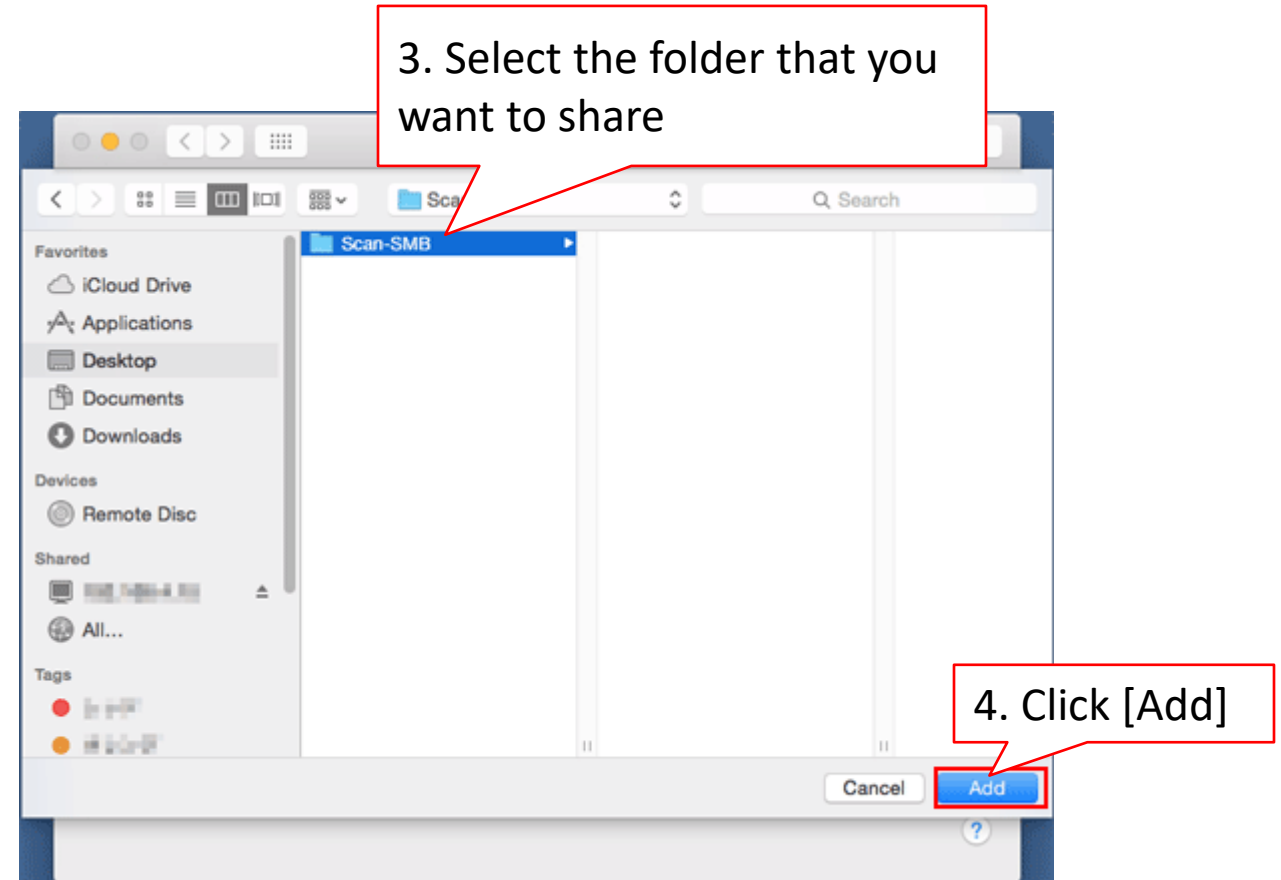 3. Select the folder that you
want to share
Sca
Search
Favorites
iCloud Drive
Applications
Desktop
Documents
Downloads
Devices
Remote Disc
Shared
All...
Tags
Scan-SMB
4. Click [Add]
Cancel
Add
?